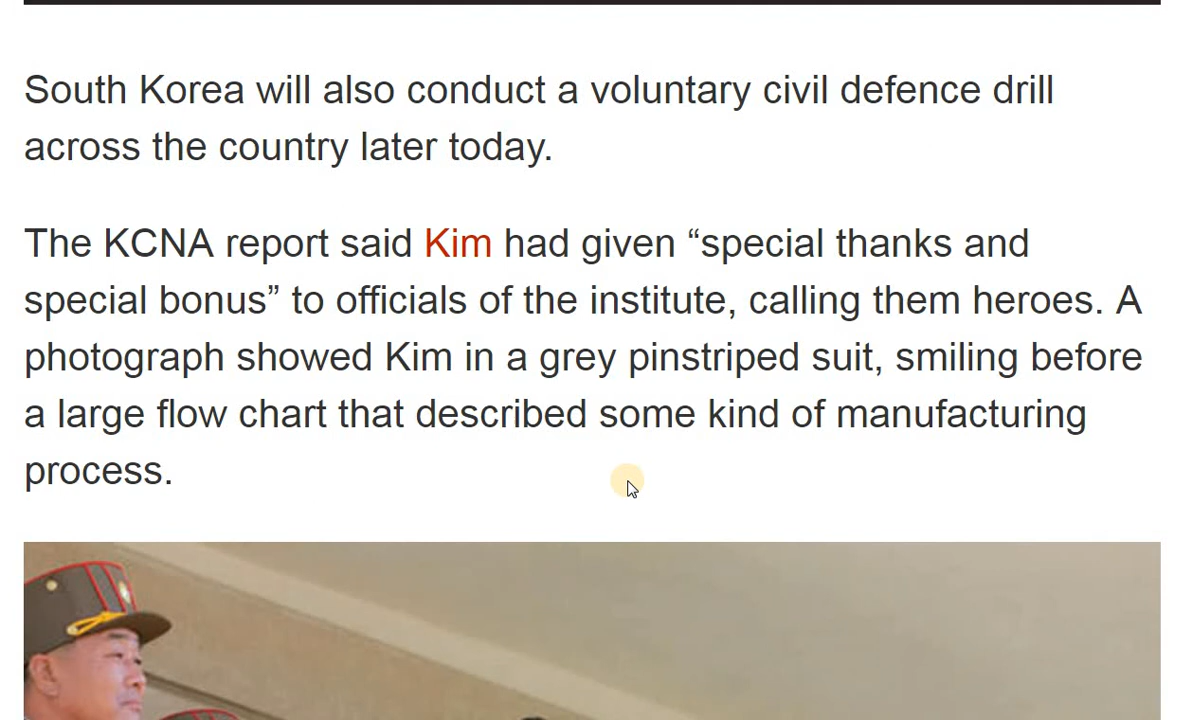 South Korea will also conduct a voluntary civil defence drill
across the country later today.
The KCNA report said Kim had given “special thanks and
special bonus” to officials of the institute, calling them heroes. A
photograph showed Kim in a grey pinstriped suit, smiling before
a large flow chart that described some kind of manufacturing
process.